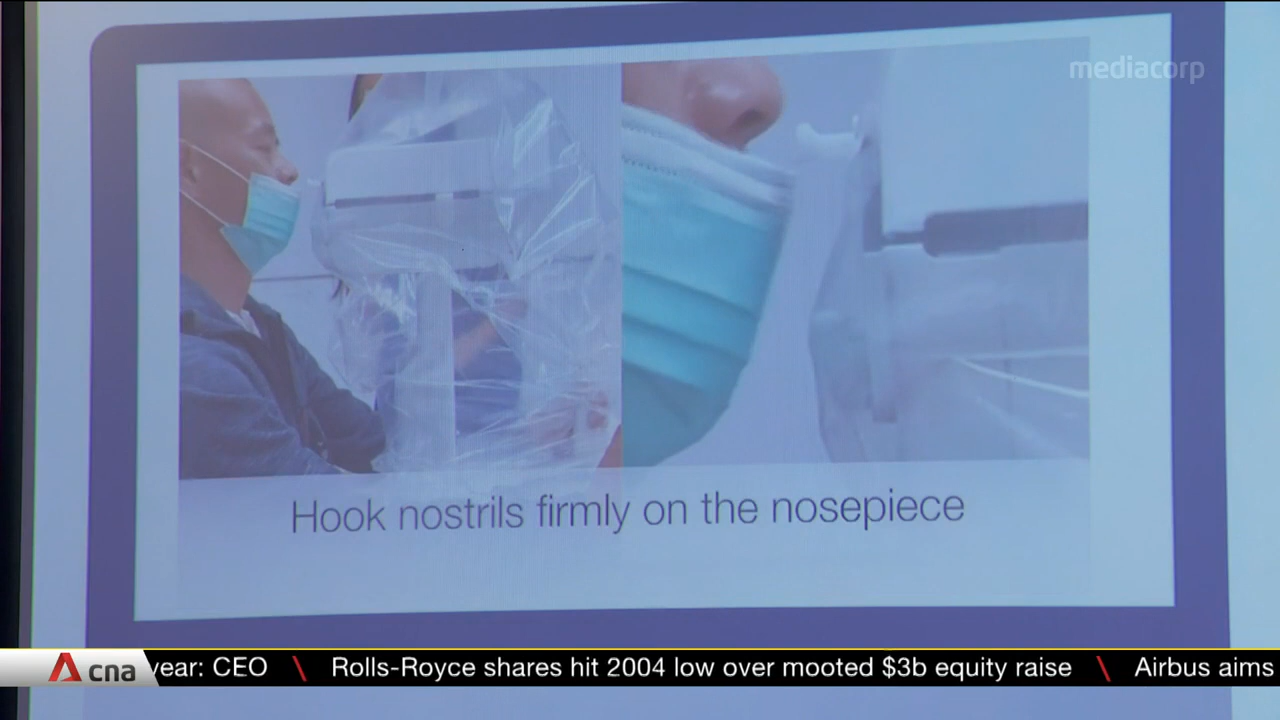 mediacorp
Hook nostrils firmly on the nosepiece
cna
year: CEO \ Rolls-Royce shares hit 2004 low over mooted $3b equity raise \ Airbus aims